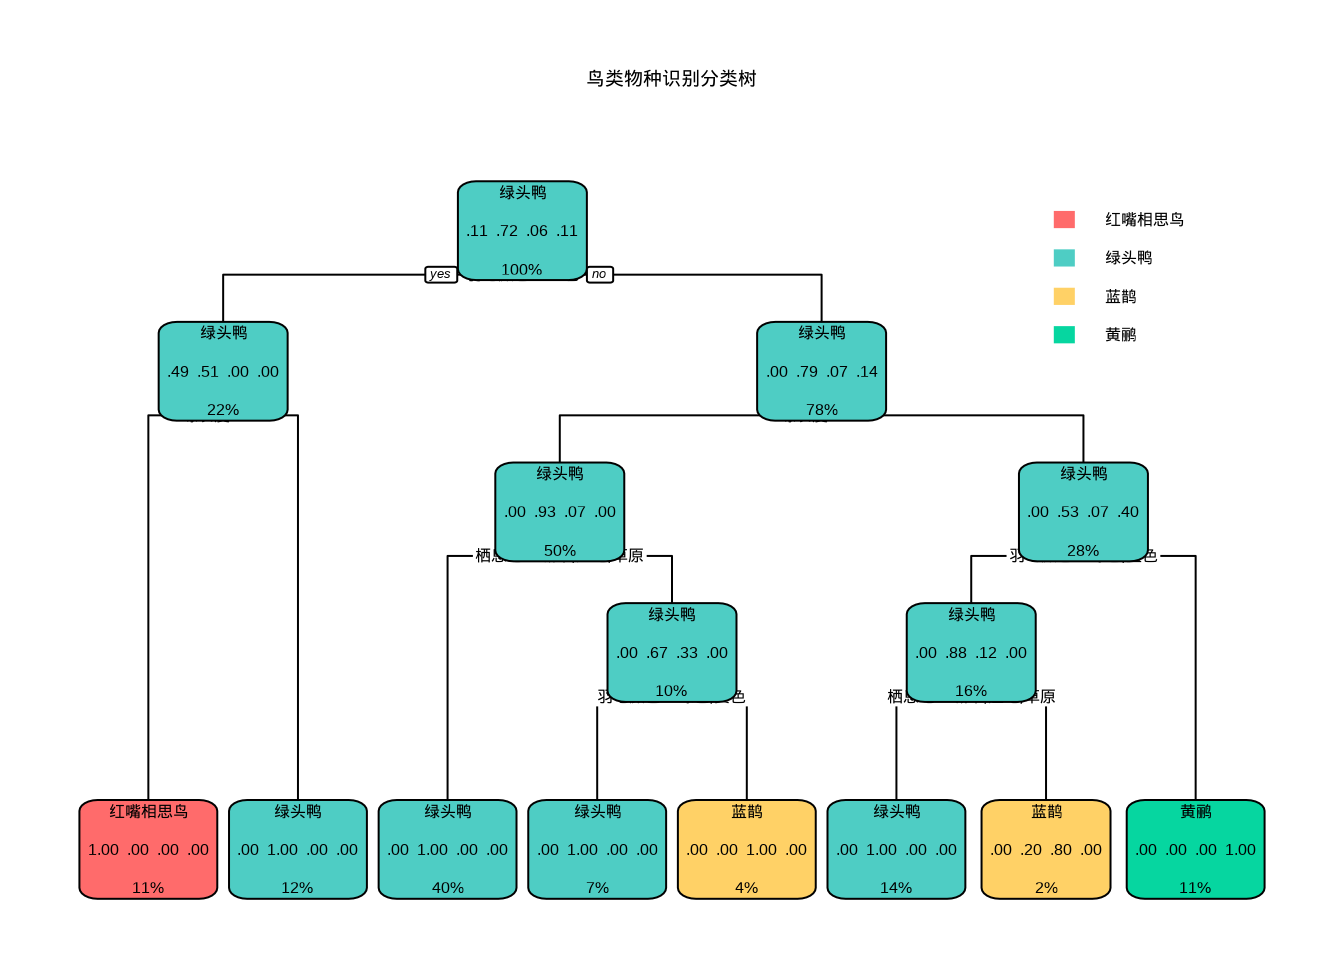 鸟类物种识别分类树
绿头鸭
.11 .72 .06 .11
100%
yes
no
红嘴相思鸟
绿头鸭
蓝鹊
黄鹂
绿头鸭
.49 .51 .00 .00
22%
绿头鸭
.00 .79 .07 .14
78%
绿头鸭
.00 .93 .07 .00
50%
栖
草原
绿头鸭
.00 .53 .07 .40
28%
羽
色
绿头鸭
.00 .67 .33 .00
10%
羽
色
绿头鸭
.00 .88 .12 .00
16%
栖
草原
红嘴相思鸟
1.00 .00 .00 .00
11%
绿头鸭
.00 1.00 .00 .00
12%
绿头鸭
.00 1.00 .00 .00
40%
绿头鸭
.00 1.00 .00 .00
7%
蓝鹊
.00 .00 1.00 .00
4%
绿头鸭
.00 1.00 .00 .00
14%
蓝鹊
.00 .20 .80 .00
2%
黄鹂
.00 .00 .00 1.00
11%